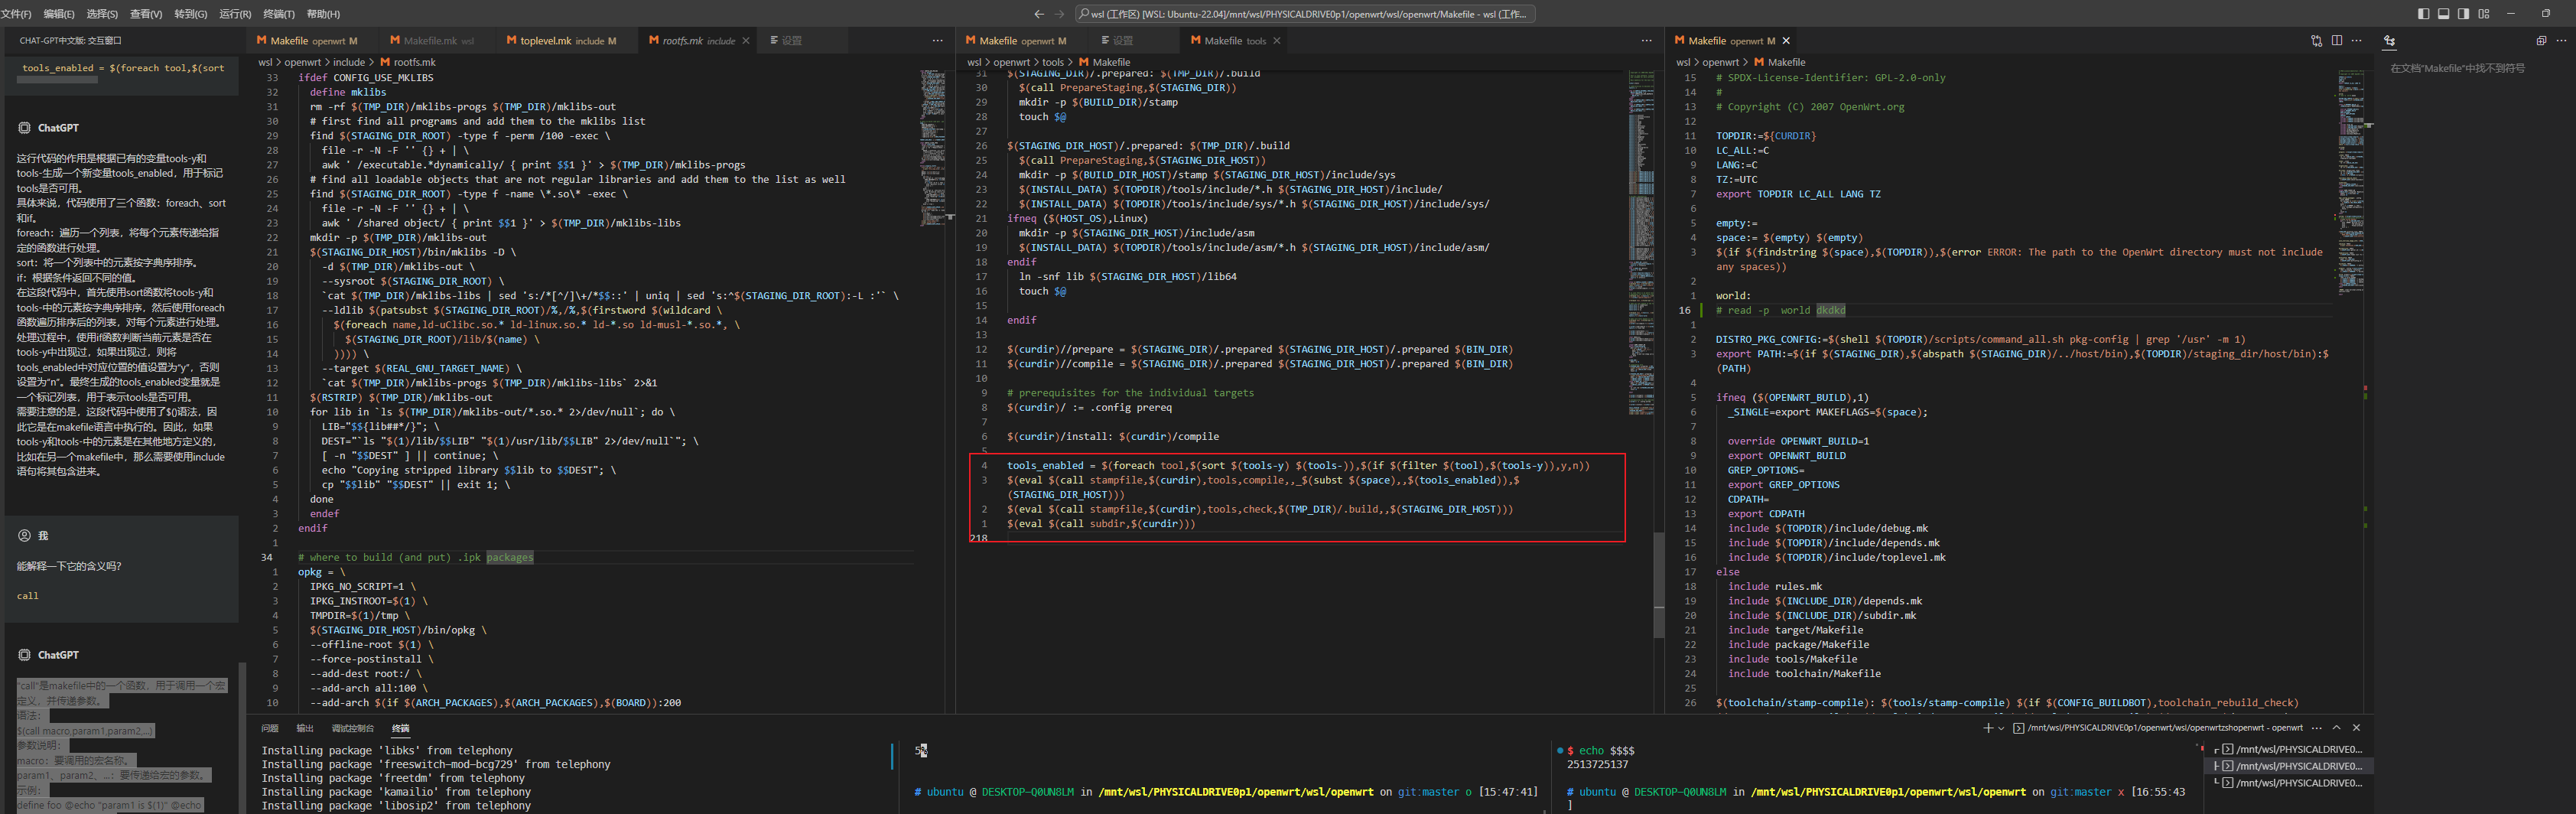 文件(F) 编辑(E) 选择(S) 查看(V) 转到(G) 运行(R) 终端(T) 帮助(H)
wsl (工作区) [WSL: Ubuntu-22.04]/mnt/wsl/PHYSICALDRIVE0p1/openwrt/wsl/openwrt/Makefile - wsl (工作...
CHAT-GPT中文版: 交互窗口
tools_enabled = $(foreach tool,$(sort
ChatGPT
这行代码的作用是根据已有的变量tools-y和
tools-生成一个新变量tools_enabled，用于标记
tools是否可用。
具体来说，代码使用了三个函数：foreach、sort
和if。
foreach：遍历一个列表，将每个元素传递给指
定的函数进行处理。
sort：将一个列表中的元素按字典序排序。
if：根据条件返回不同的值。
在这段代码中，首先使用sort函数将tools-y和
tools-中的元素按字典序排序，然后使用foreach
函数遍历排序后的列表，对每个元素进行处理。
处理过程中，使用if函数判断当前元素是否在
tools-y中出现过，如果出现过，则将
tools_enabled中对应位置的值设置为“y”，否则
设置为“n”。最终生成的tools_enabled变量就是
一个标记列表，用于表示tools是否可用。
需要注意的是，这段代码中使用了$()语法，因
此它是在makefile语言中执行的。因此，如果
tools-y和tools-中的元素是在其他地方定义的，
比如在另一个makefile中，那么需要使用include
语句将其包含进来。
我
能解释一下它的含义吗?
call
ChatGPT
"call"是makefile中的一个函数，用于调用一个宏
定义，并传递参数。
语法：
$(call macro,param1,param2,...)
参数说明：
macro：要调用的宏名称。
param1、param2、...：要传递给宏的参数。
示例：
define foo @echo "param1 is $(1)" @echo
Makefile openwrt M Makefile.mk wsl toplevel.mk include M rootfs.mk include 设置
wsl > openwrt > include > rootfs.mk
33 ifdef CONFIG_USE_MKLIBS
32 define mklibs
31 rm -rf $(TMP_DIR)/mklibs-progs $(TMP_DIR)/mklibs-out
30 # first find all programs and add them to the mklibs list
29 find $(STAGING_DIR_ROOT) -type f -perm /100 -exec \
28 file -r -N -F '' {} + | \
27 awk ' /executable.*dynamically/ { print $$1 }' > $(TMP_DIR)/mklibs-progs
26 # find all loadable objects that are not regular libraries and add them to the list as well
25 find $(STAGING_DIR_ROOT) -type f -name \*.so\* -exec \
24 file -r -N -F '' {} + | \
23 awk ' /shared object/ { print $$1 }' > $(TMP_DIR)/mklibs-libs
22 mkdir -p $(TMP_DIR)/mklibs-out
21 $(STAGING_DIR_HOST)/bin/mklibs -D \
20 -d $(TMP_DIR)/mklibs-out \
19 --sysroot $(STAGING_DIR_ROOT) \
18 `cat $(TMP_DIR)/mklibs-libs | sed 's:/*[^/]\+/*$$::' | uniq | sed 's:^$(STAGING_DIR_ROOT):-L :'` \
17 --ldlib $(patsubst $(STAGING_DIR_ROOT)/%,/%,$(firstword $(wildcard \
16 $(foreach name,ld-uClibc.so.* ld-linux.so.* ld-*.so ld-musl-*.so.*, \
15 $(STAGING_DIR_ROOT)/lib/$(name) \
14 )))) \
13 --target $(REAL_GNU_TARGET_NAME) \
12 `cat $(TMP_DIR)/mklibs-progs $(TMP_DIR)/mklibs-libs` 2>&1
11 $(RSTRIP) $(TMP_DIR)/mklibs-out
10 for lib in `ls $(TMP_DIR)/mklibs-out/*.so.* 2>/dev/null`; do \
9 LIB="$${lib##*/}"; \
8 DEST="`ls "$(1)/lib/$$LIB" "$(1)/usr/lib/$$LIB" 2>/dev/null`"; \
7 [ -n "$$DEST" ] || continue; \
6 echo "Copying stripped library $$lib to $$DEST"; \
5 cp "$$lib" "$$DEST" || exit 1; \
4 done
3 endef
2 endif
1
34 # where to build (and put) .ipk packages
1 opkg = \
2 IPKG_NO_SCRIPT=1 \
3 IPKG_INSTROOT=$(1) \
4 TMPDIR=$(1)/tmp \
5 $(STAGING_DIR_HOST)/bin/opkg \
6 --offline-root $(1) \
7 --force-postinstall \
8 --add-dest root:/ \
9 --add-arch all:100 \
10 --add-arch $(if $(ARCH_PACKAGES),$(ARCH_PACKAGES),$(BOARD)):200
Makefile openwrt M 设置 Makefile tools
wsl > openwrt > tools > Makefile
31 $(STAGING_DIR)/.prepared: $(TMP_DIR)/.build
30 $(call PrepareStaging,$(STAGING_DIR))
29 mkdir -p $(BUILD_DIR)/stamp
28 touch $@
27
26 $(STAGING_DIR_HOST)/.prepared: $(TMP_DIR)/.build
25 $(call PrepareStaging,$(STAGING_DIR_HOST))
24 mkdir -p $(BUILD_DIR_HOST)/stamp $(STAGING_DIR_HOST)/include/sys
23 $(INSTALL_DATA) $(TOPDIR)/tools/include/*.h $(STAGING_DIR_HOST)/include/
22 $(INSTALL_DATA) $(TOPDIR)/tools/include/sys/*.h $(STAGING_DIR_HOST)/include/sys/
21 ifneq ($(HOST_OS),Linux)
20 mkdir -p $(STAGING_DIR_HOST)/include/asm
19 $(INSTALL_DATA) $(TOPDIR)/tools/include/asm/*.h $(STAGING_DIR_HOST)/include/asm/
18 endif
17 ln -snf lib $(STAGING_DIR_HOST)/lib64
16 touch $@
15
14 endif
13
12 $(curdir)//prepare = $(STAGING_DIR)/.prepared $(STAGING_DIR_HOST)/.prepared $(BIN_DIR)
11 $(curdir)//compile = $(STAGING_DIR)/.prepared $(STAGING_DIR_HOST)/.prepared $(BIN_DIR)
10
9 # prerequisites for the individual targets
8 $(curdir)/ := .config prereq
7
6 $(curdir)/install: $(curdir)/compile
5
4 tools_enabled = $(foreach tool,$(sort $(tools-y) $(tools-)),$(if $(filter $(tool),$(tools-y)),y,n))
3 $(eval $(call stampfile,$(curdir),tools,compile,,_$(subst $(space),,$(tools_enabled)),$
(STAGING_DIR_HOST)))
2 $(eval $(call stampfile,$(curdir),tools,check,$(TMP_DIR)/.build,,$(STAGING_DIR_HOST)))
1 $(eval $(call subdir,$(curdir)))
218
Makefile openwrt M
wsl > openwrt > Makefile
15 # SPDX-License-Identifier: GPL-2.0-only
14 #
13 # Copyright (C) 2007 OpenWrt.org
12
11 TOPDIR:=${CURDIR}
10 LC_ALL:=C
9 LANG:=C
8 TZ:=UTC
7 export TOPDIR LC_ALL LANG TZ
6
5 empty:=
4 space:= $(empty) $(empty)
3 $(if $(findstring $(space),$(TOPDIR)),$(error ERROR: The path to the OpenWrt directory must not include
any spaces))
2
1 world:
16 # read -p  world dkdkd
1
2 DISTRO_PKG_CONFIG:=$(shell $(TOPDIR)/scripts/command_all.sh pkg-config | grep '/usr' -m 1)
3 export PATH:=$(if $(STAGING_DIR),$(abspath $(STAGING_DIR)/../host/bin),$(TOPDIR)/staging_dir/host/bin):$
(PATH)
4
5 ifneq ($(OPENWRT_BUILD),1)
6 _SINGLE=export MAKEFLAGS=$(space);
7
8 override OPENWRT_BUILD=1
9 export OPENWRT_BUILD
10 GREP_OPTIONS=
11 export GREP_OPTIONS
12 CDPATH=
13 export CDPATH
14 include $(TOPDIR)/include/debug.mk
15 include $(TOPDIR)/include/depends.mk
16 include $(TOPDIR)/include/toplevel.mk
17 else
18 include rules.mk
19 include $(INCLUDE_DIR)/depends.mk
20 include $(INCLUDE_DIR)/subdir.mk
21 include target/Makefile
22 include package/Makefile
23 include tools/Makefile
24 include toolchain/Makefile
25
26 $(toolchain/stamp-compile): $(tools/stamp-compile) $(if $(CONFIG_BUILDBOT),toolchain_rebuild_check)
在文档"Makefile"中找不到符号
问题 输出 调试控制台 终端
/mnt/wsl/PHYSICALDRIVE0p1/openwrt/wsl/openwrtzshopenwrt - openwrt
Installing package 'libks' from telephony
Installing package 'freeswitch-mod-bcg729' from telephony
Installing package 'freetdm' from telephony
Installing package 'kamailio' from telephony
Installing package 'libosip2' from telephony
# ubuntu @ DESKTOP-Q0UN8LM in /mnt/wsl/PHYSICALDRIVE0p1/openwrt/wsl/openwrt on git:master o [15:47:41]
$ echo $$$$
2513725137
# ubuntu @ DESKTOP-Q0UN8LM in /mnt/wsl/PHYSICALDRIVE0p1/openwrt/wsl/openwrt on git:master x [16:55:43
]
/mnt/wsl/PHYSICALDRIVE0...
/mnt/wsl/PHYSICALDRIVE0...
/mnt/wsl/PHYSICALDRIVE0...